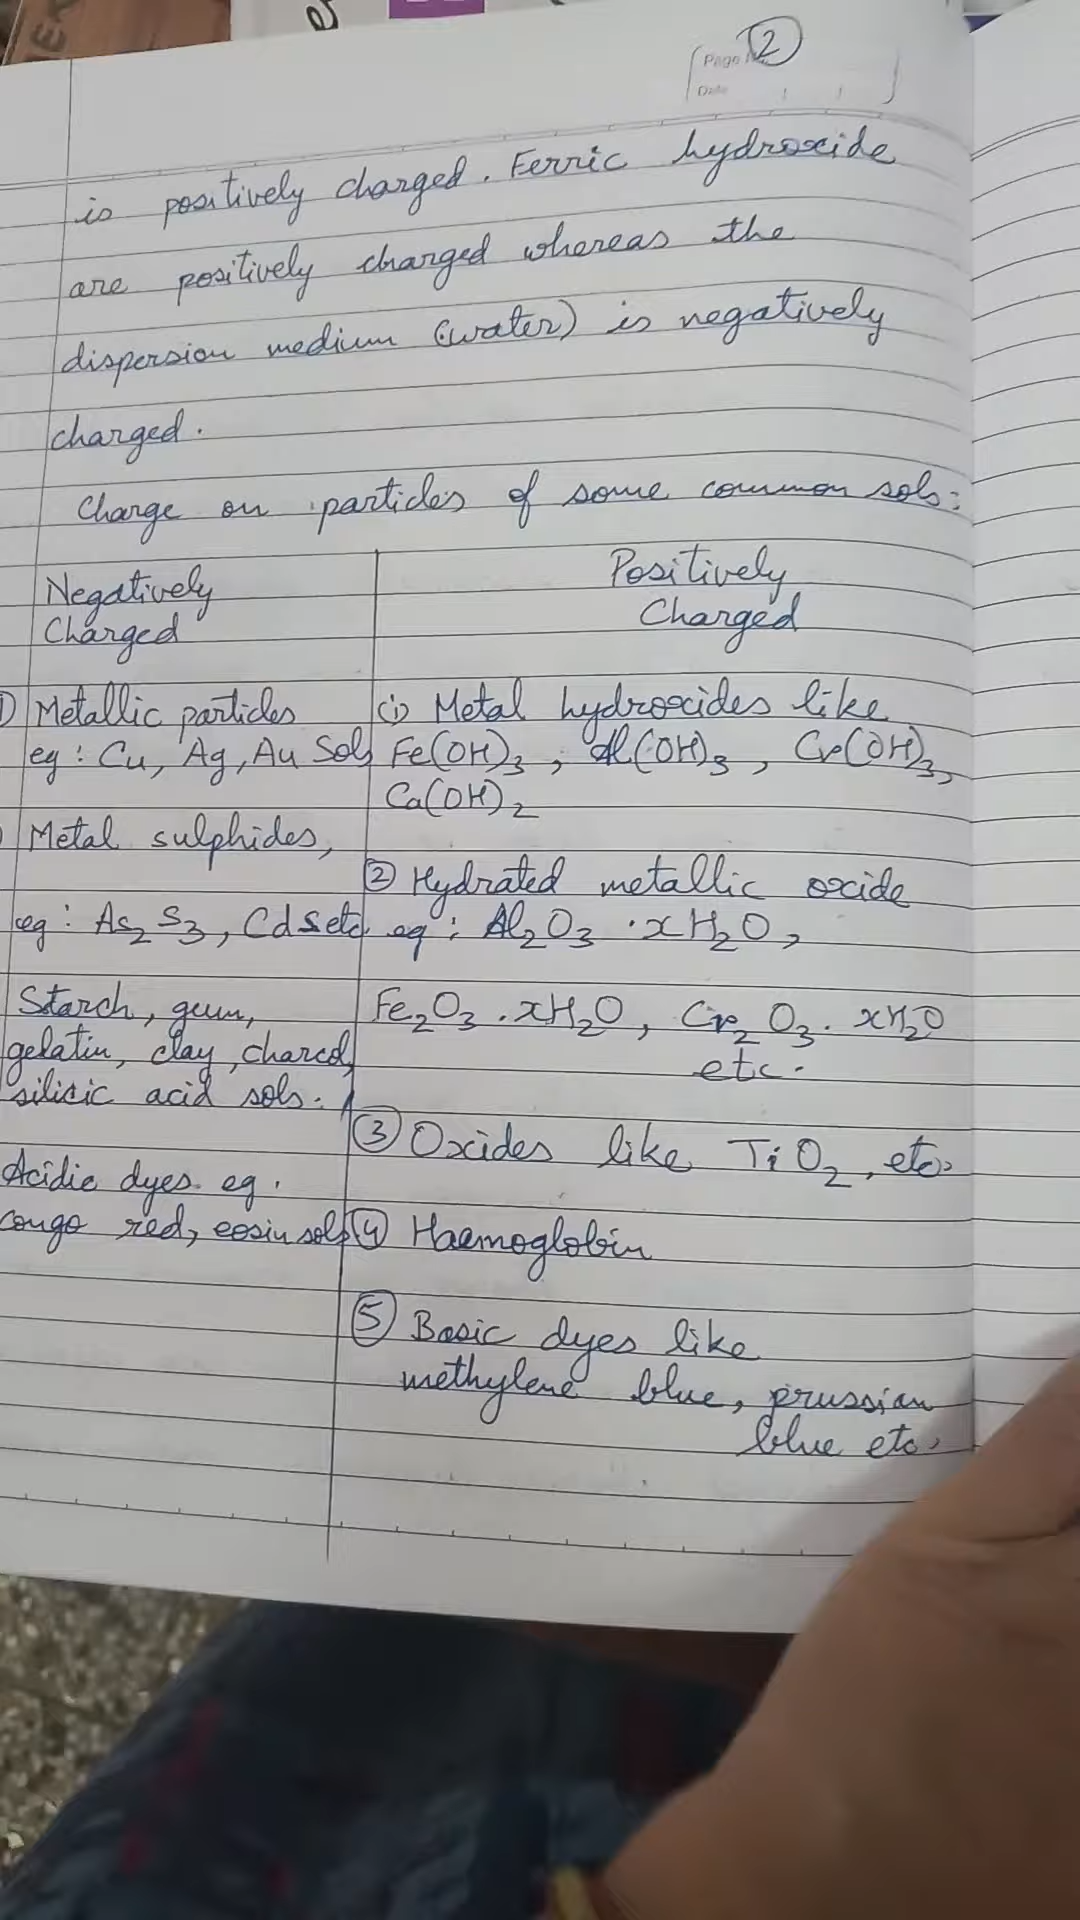 Page No. 2
Date
is positively charged. Ferric hydroxide
are positively charged whereas the
dispersion medium (water) is negatively
charged.
Charge on particles of some common sols:
Negatively
Charged
Positively
Charged
1) Metallic particles
eg: Cu, Ag, Au Sols
Metal sulphides,
eg: As2S3, CdS etc
Starch, gum,
gelatin, clay, charcol,
silicic acid sols.
Acidic dyes eg.
congo red, eosin sols
(i) Metal hydroxides like
Fe(OH)3, Al(OH)3, Cr(OH)3,
Ca(OH)2
② Hydrated metallic oxide
eg: Al2O3 .xH2O,
Fe2O3 .xH2O, Cr2O3. xH2O
etc.
③ Oxides like TiO2, etc.
④ Haemoglobin
⑤ Basic dyes like
methylene blue, prussian
blue etc.